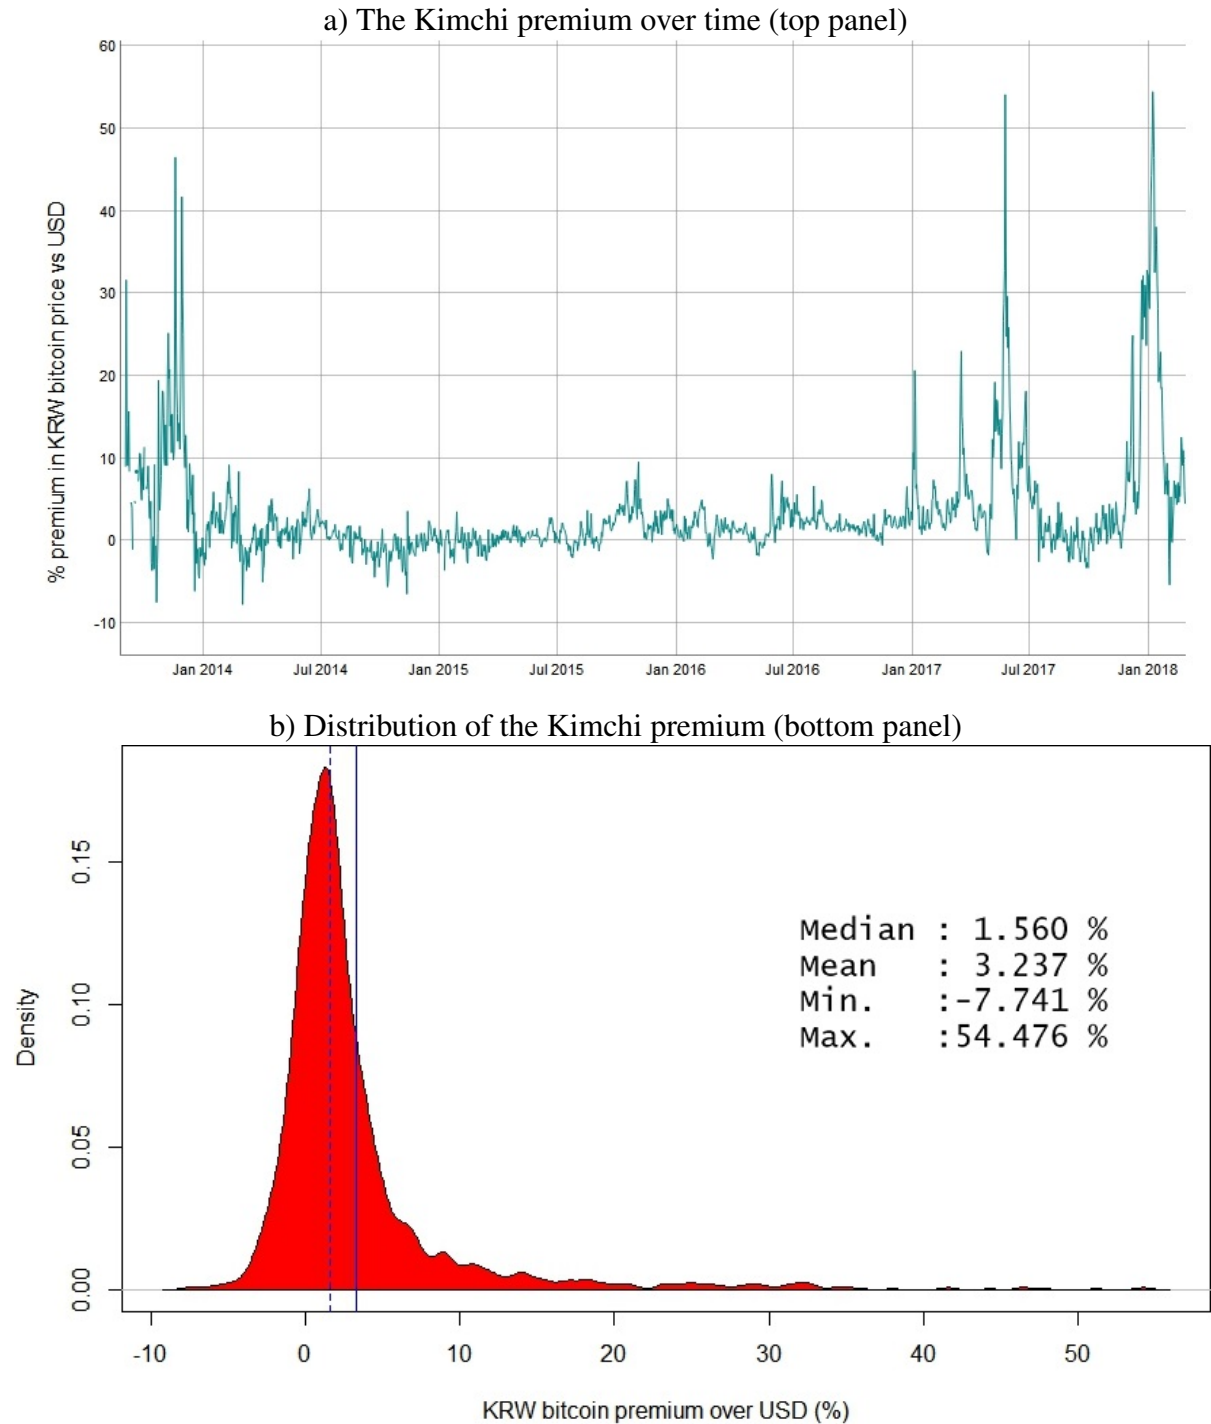 a) The Kimchi premium over time (top panel)
% premium in KRW bitcoin price vs USD
60
50
40
30
20
10
0
-10
Jan 2014 Jul 2014 Jan 2015 Jul 2015 Jan 2016 Jul 2016 Jan 2017 Jul 2017 Jan 2018
b) Distribution of the Kimchi premium (bottom panel)
Density
0.15
0.10
0.05
0.00
Median : 1.560 %
Mean : 3.237 %
Min. :-7.741 %
Max. :54.476 %
-10 0 10 20 30 40 50
KRW bitcoin premium over USD (%)